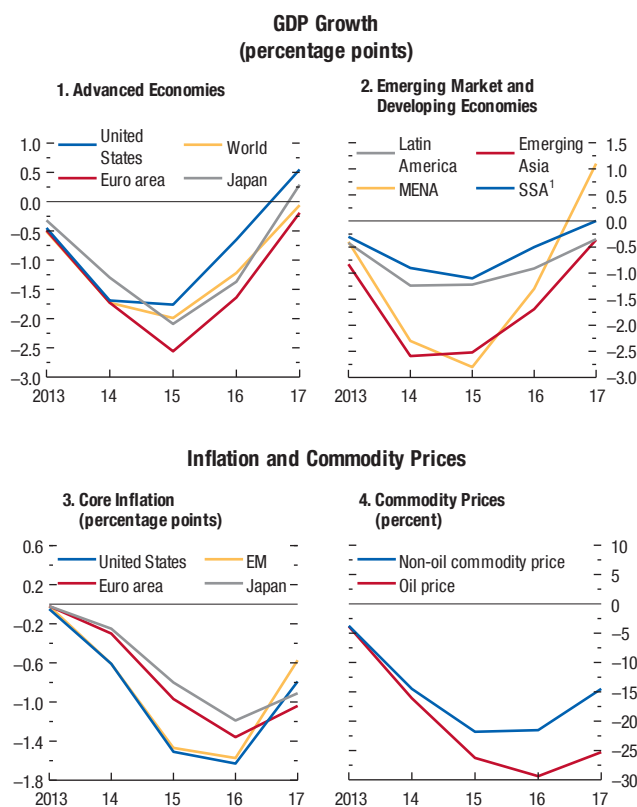 GDP Growth
(percentage points)
1. Advanced Economies
United
States
World
Euro area
Japan
1.0
0.5
0.0
–0.5
–1.0
–1.5
–2.0
–2.5
–3.0
2013 14 15 16 17
2. Emerging Market and
Developing Economies
Latin
America
Emerging
Asia
MENA
SSA¹
1.5
1.0
0.5
0.0
–0.5
–1.0
–1.5
–2.0
–2.5
–3.0
2013 14 15 16 17
Inflation and Commodity Prices
3. Core Inflation
(percentage points)
United States
EM
Euro area
Japan
0.6
0.2
–0.2
–0.6
–1.0
–1.4
–1.8
2013 14 15 16 17
4. Commodity Prices
(percent)
Non-oil commodity price
Oil price
10
5
0
–5
–10
–15
–20
–25
–30
2013 14 15 16 17